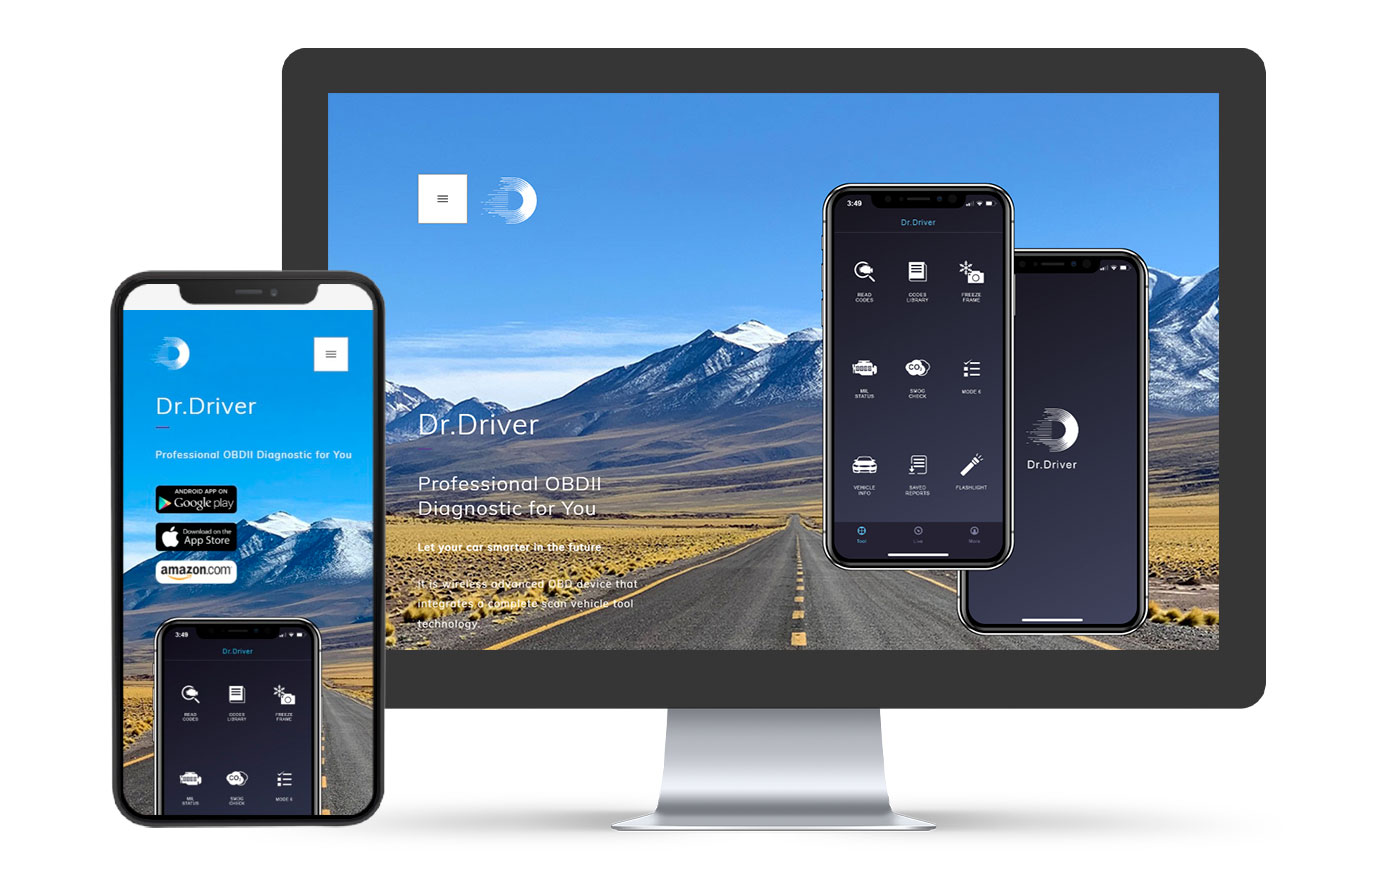 Dr.Driver
Professional OBDII
Diagnostic for You
Let your car smarter in the future
It is wireless advanced OBD device that
integrates a complete scan vehicle tool
technology.
3:49
Dr.Driver
READ
CODES
CODES
LIBRARY
FREEZE
FRAME
MIL
STATUS
CO₂
SMOG
CHECK
MODE 6
VEHICLE
INFO
SAVED
REPORTS
FLASHLIGHT
Tool
Live
More
Dr.Driver
Dr.Driver
Professional OBDII Diagnostic for You
ANDROID APP ON
Google play
Download on the
App Store
amazon.com
3:49
Dr.Driver
READ
CODES
CODES
LIBRARY
FREEZE
FRAME
MIL
STATUS
CO₂
SMOG
CHECK
MODE 6